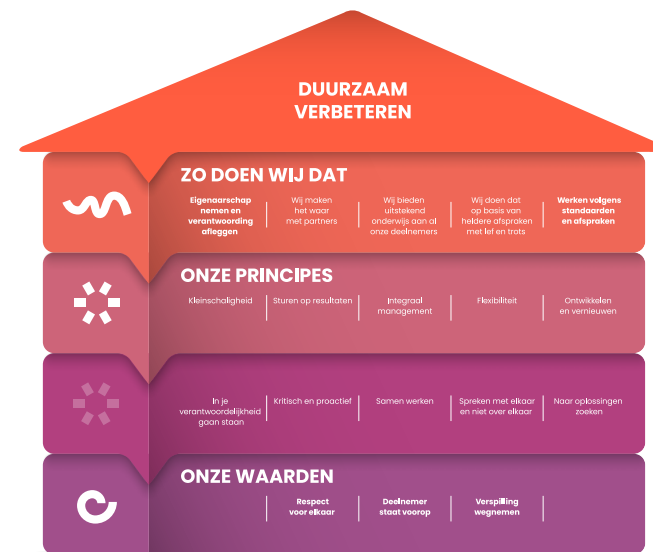 DUURZAAM
VERBETEREN
ZO DOEN WIJ DAT
Eigenaarschap
nemen en
verantwoording
afleggen
Wij maken
het waar
met partners
Wij bieden
uitstekend
onderwijs aan al
onze deelnemers
Wij doen dat
op basis van
heldere afspraken
met lef en trots
Werken volgens
standaarden
en afspraken
ONZE PRINCIPES
Kleinschaligheid
Sturen op resultaten
Integraal
management
Flexibiliteit
Ontwikkelen
en vernieuwen
In je
verantwoordelijkheid
gaan staan
Kritisch en proactief
Samen werken
Spreken met elkaar
en niet over elkaar
Naar oplossingen
zoeken
ONZE WAARDEN
Respect
voor elkaar
Deelnemer
staat voorop
Verspilling
wegnemen